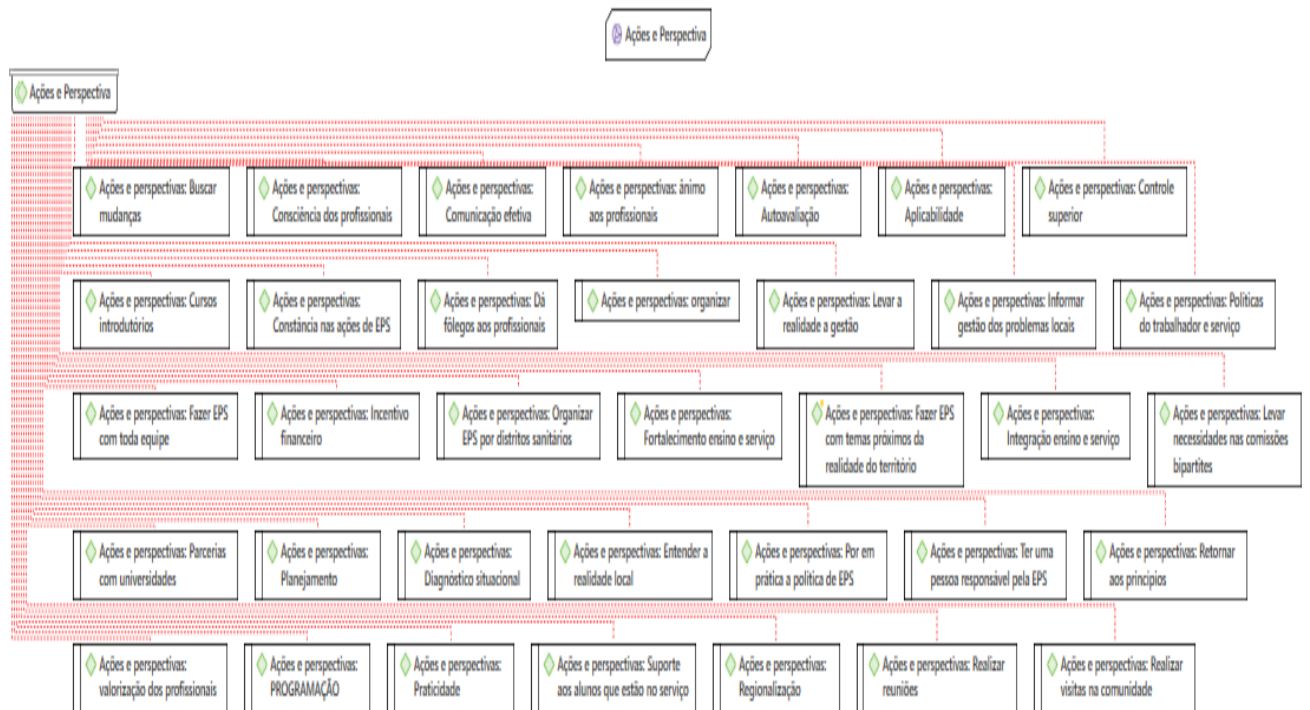 Ações e Perspectiva
Ações e Perspectiva
Ações e perspectivas: Buscar
mudanças
Ações e perspectivas:
Consciência dos profissionais
Ações e perspectivas:
Comunicação efetiva
Ações e perspectivas: ânimo
aos profissionais
Ações e perspectivas:
Autoavaliação
Ações e perspectivas:
Aplicabilidade
Ações e perspectivas: Controle
superior
Ações e perspectivas: Cursos
introdutórios
Ações e perspectivas:
Constância nas ações de EPS
Ações e perspectivas: Dá
fôlegos aos profissionais
Ações e perspectivas: organizar
Ações e perspectivas: Levar a
realidade a gestão
Ações e perspectivas: Informar
gestão dos problemas locais
Ações e perspectivas: Políticas
do trabalhador e serviço
Ações e perspectivas: Fazer EPS
com toda equipe
Ações e perspectivas: Incentivo
financeiro
Ações e perspectivas: Organizar
EPS por distritos sanitários
Ações e perspectivas:
Fortalecimento ensino e serviço
Ações e perspectivas: Fazer EPS
com temas próximos da
realidade do território
Ações e perspectivas:
Integração ensino e serviço
Ações e perspectivas: Levar
necessidades nas comissões
bipartites
Ações e perspectivas: Parcerias
com universidades
Ações e perspectivas:
Planejamento
Ações e perspectivas:
Diagnóstico situacional
Ações e perspectivas: Entender a
realidade local
Ações e perspectivas: Por em
prática a política de EPS
Ações e perspectivas: Ter uma
pessoa responsável pela EPS
Ações e perspectivas: Retornar
aos princípios
Ações e perspectivas:
valorização dos profissionais
Ações e perspectivas:
PROGRAMAÇÃO
Ações e perspectivas:
Praticidade
Ações e perspectivas: Suporte
aos alunos que estão no serviço
Ações e perspectivas:
Regionalização
Ações e perspectivas: Realizar
reuniões
Ações e perspectivas: Realizar
visitas na comunidade